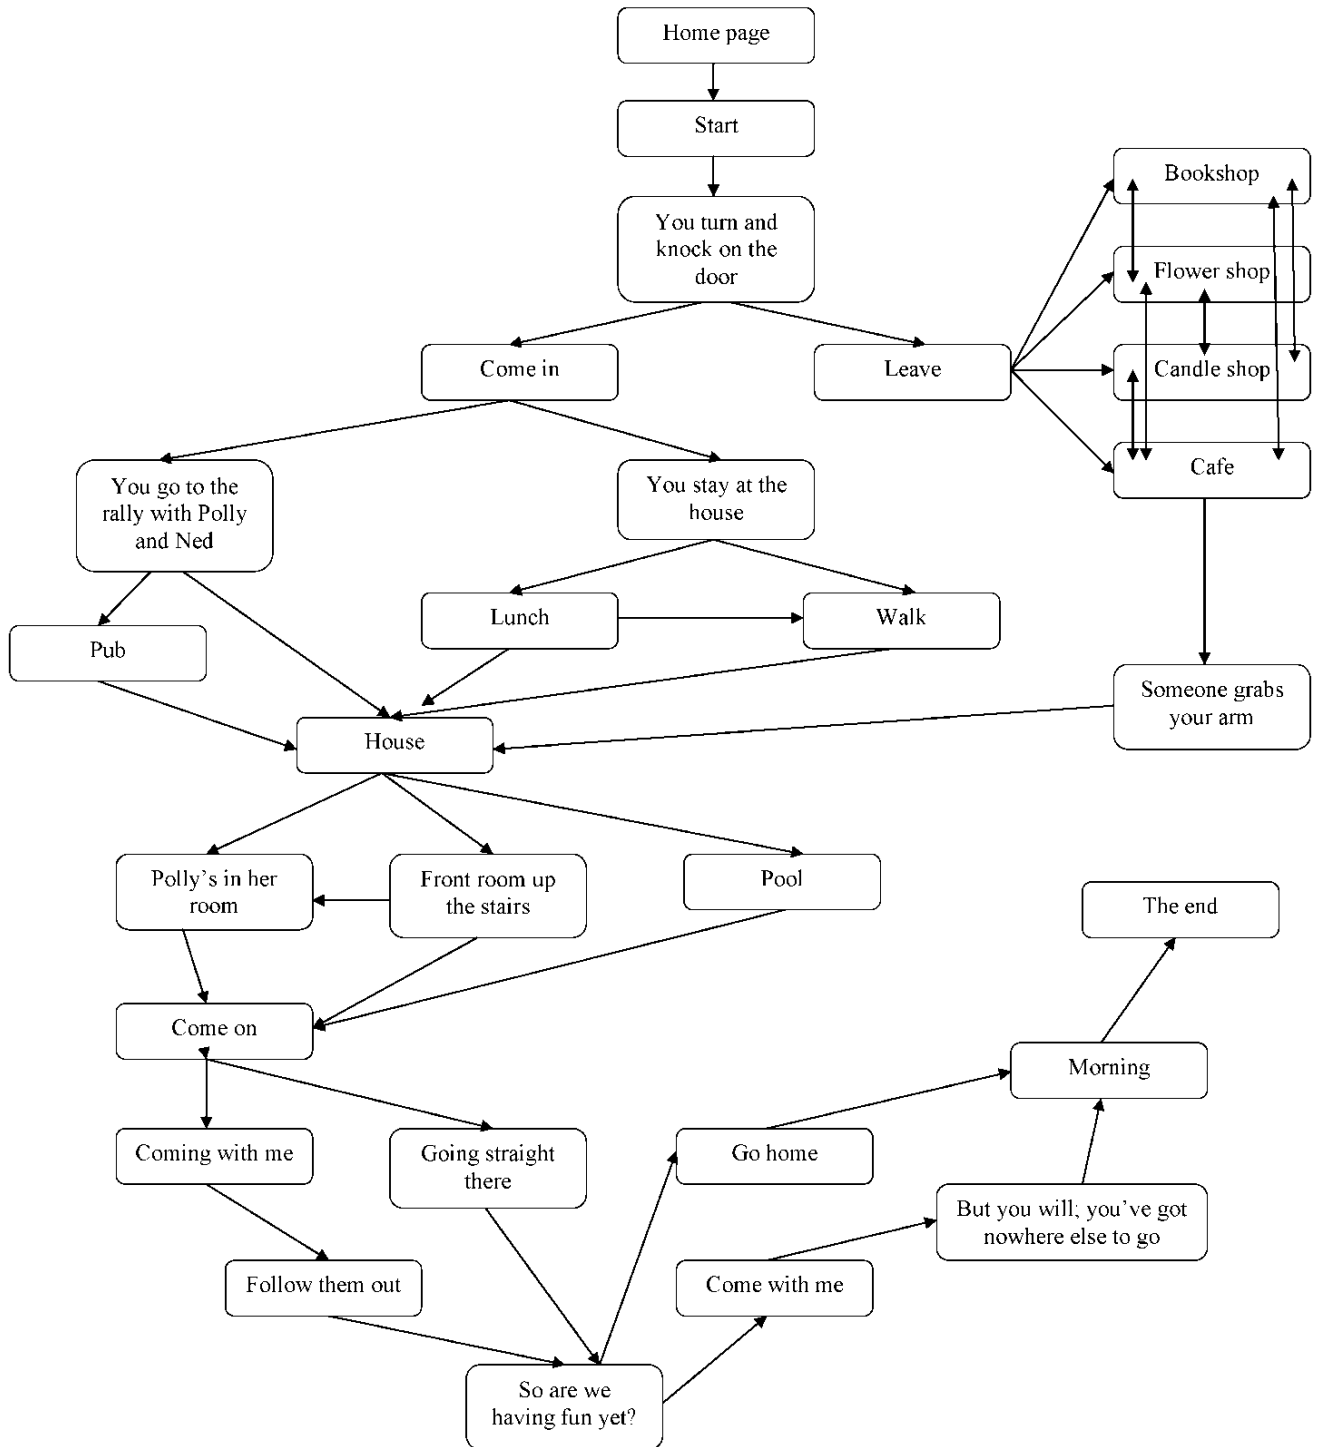 Home page
Start
Bookshop
You turn and
knock on the
door
Flower shop
Come in
Leave
Candle shop
Cafe
You go to the
rally with Polly
and Ned
You stay at the
house
Lunch
Walk
Pub
Someone grabs
your arm
House
Polly's in her
room
Front room up
the stairs
Pool
The end
Come on
Morning
Coming with me
Going straight
there
Go home
But you will; you've got
nowhere else to go
Follow them out
Come with me
So are we
having fun yet?